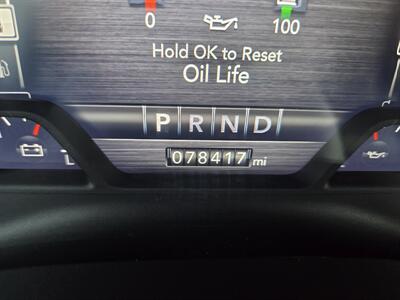 0 100
Hold OK to Reset
Oil Life
P R N D
078417 mi